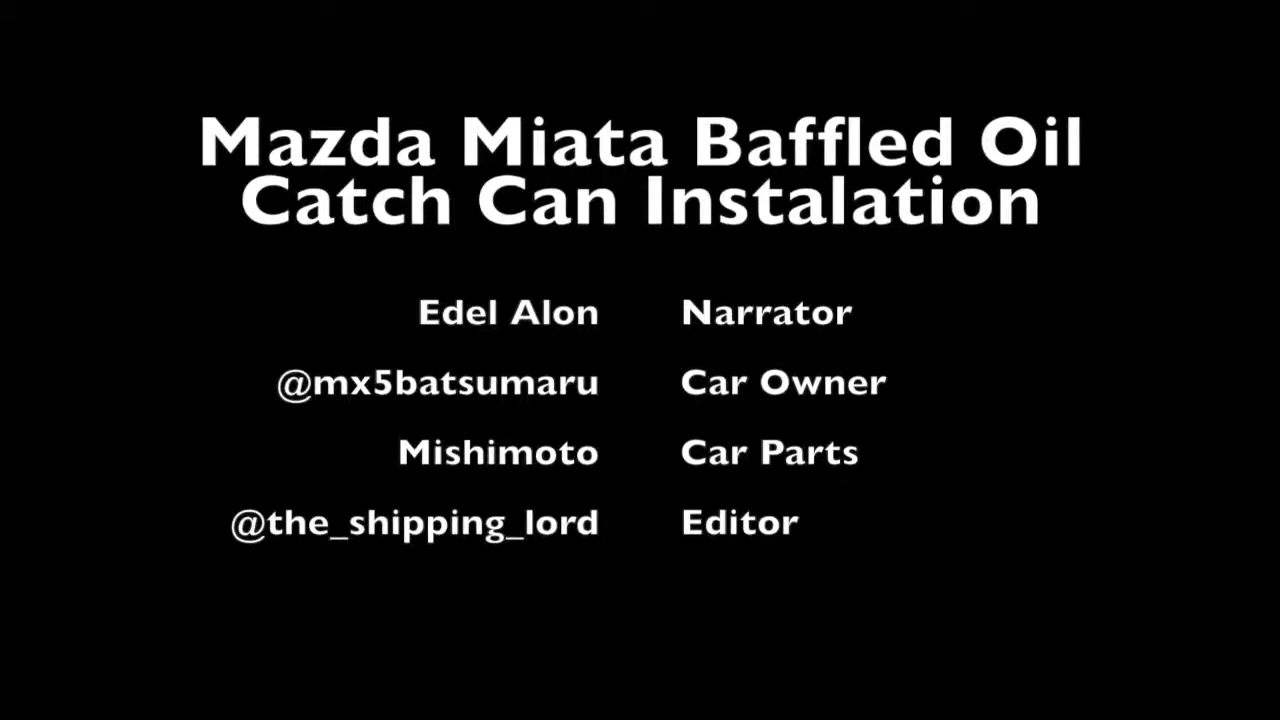 Mazda Miata Baffled Oil
Catch Can Instalation
Edel Alon Narrator
@mx5batsumaru Car Owner
Mishimoto Car Parts
@the_shipping_lord Editor